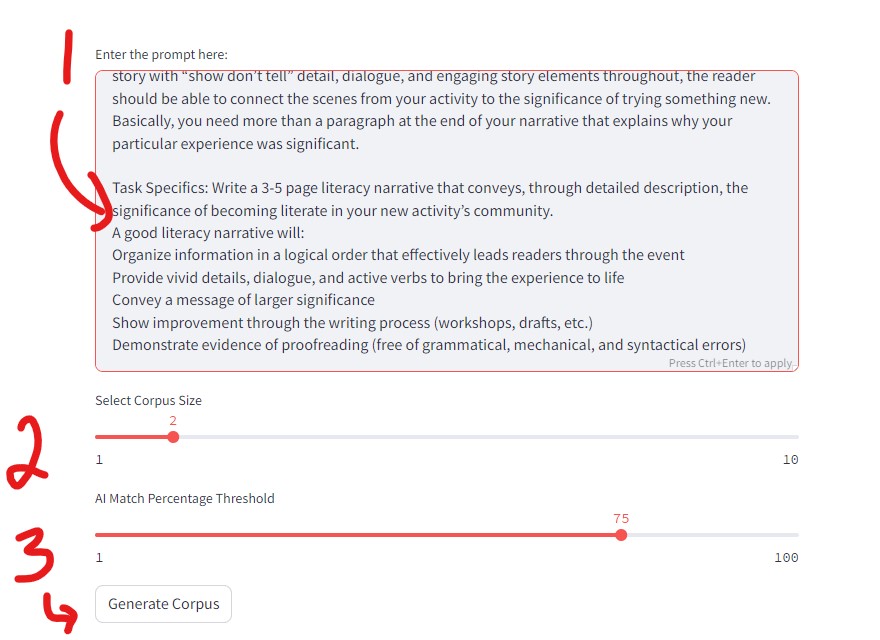 1
Enter the prompt here:
story with “show don’t tell” detail, dialogue, and engaging story elements throughout, the reader
should be able to connect the scenes from your activity to the significance of trying something new.
Basically, you need more than a paragraph at the end of your narrative that explains why your
particular experience was significant.
Task Specifics: Write a 3-5 page literacy narrative that conveys, through detailed description, the
significance of becoming literate in your new activity’s community.
A good literacy narrative will:
Organize information in a logical order that effectively leads readers through the event
Provide vivid details, dialogue, and active verbs to bring the experience to life
Convey a message of larger significance
Show improvement through the writing process (workshops, drafts, etc.)
Demonstrate evidence of proofreading (free of grammatical, mechanical, and syntactical errors)
Press Ctrl+Enter to apply
2
Select Corpus Size
2
1 10
AI Match Percentage Threshold
75
3
1 100
Generate Corpus